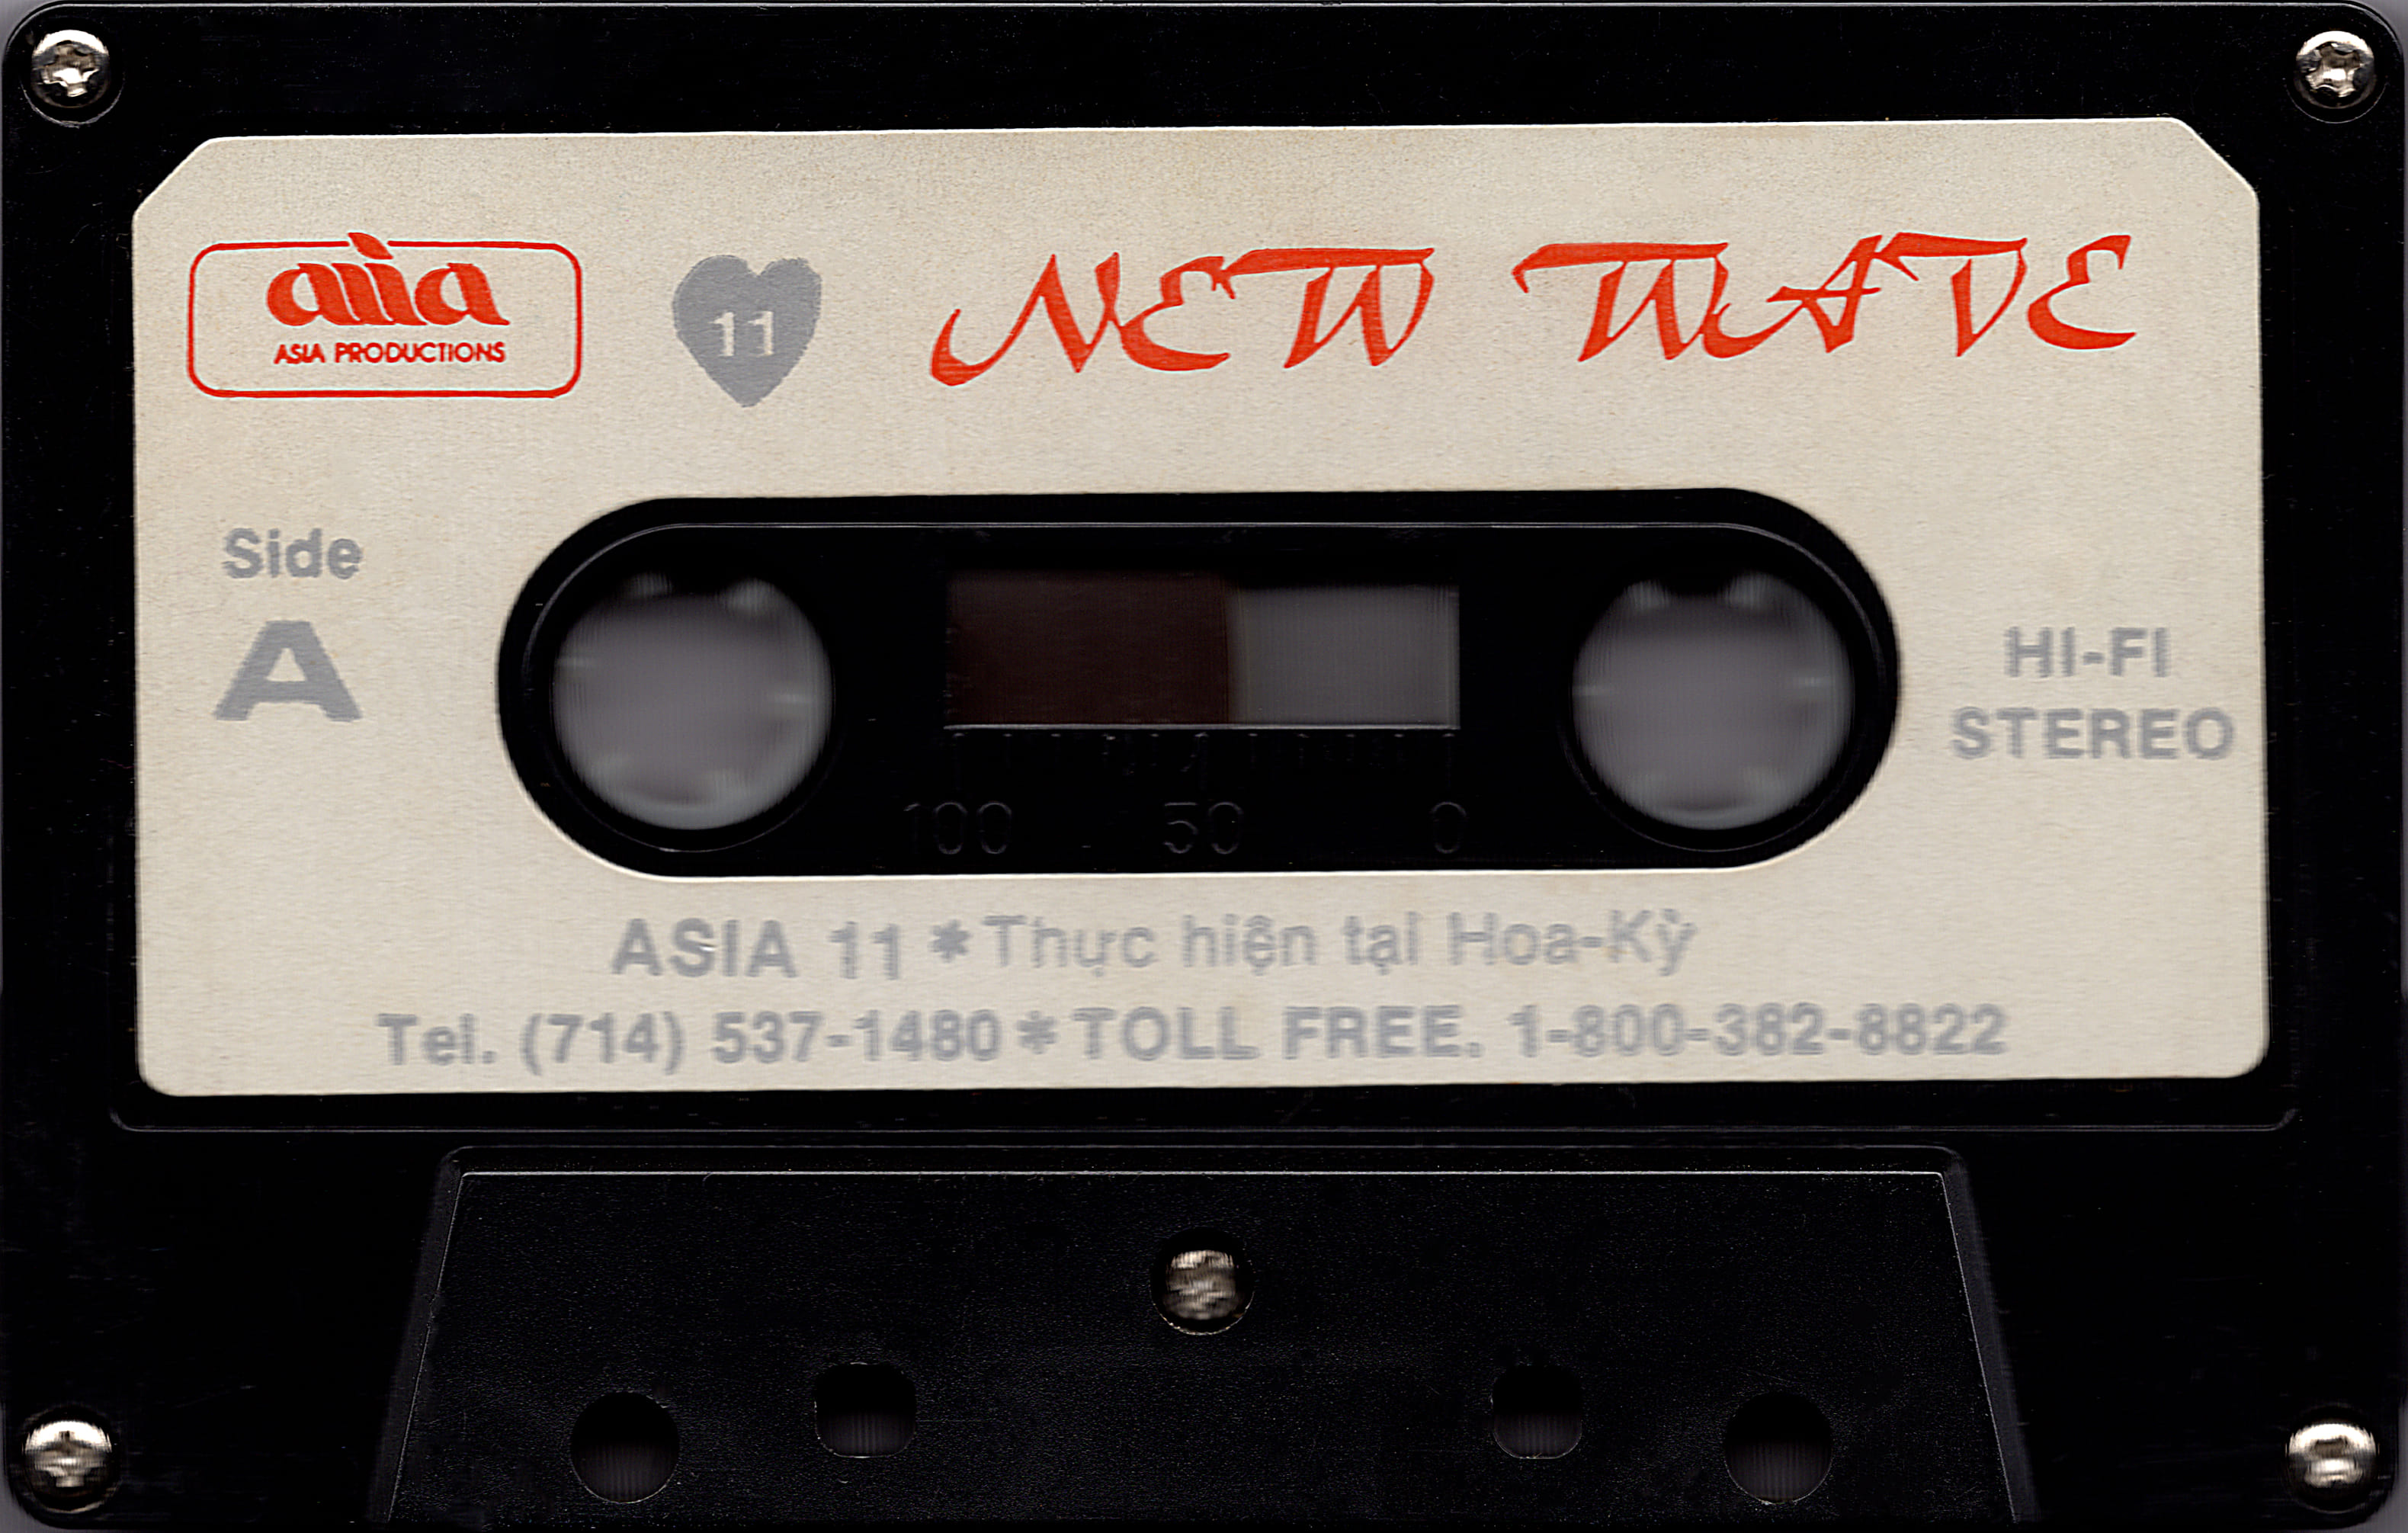 asia
ASIA PRODUCTIONS
11
NEW WAVE
Side
A
HI-FI
STEREO
100 50 0
ASIA 11 * Thực hiện tại Hoa-Kỳ
Tel. (714) 537-1480 * TOLL FREE. 1-800-382-8822